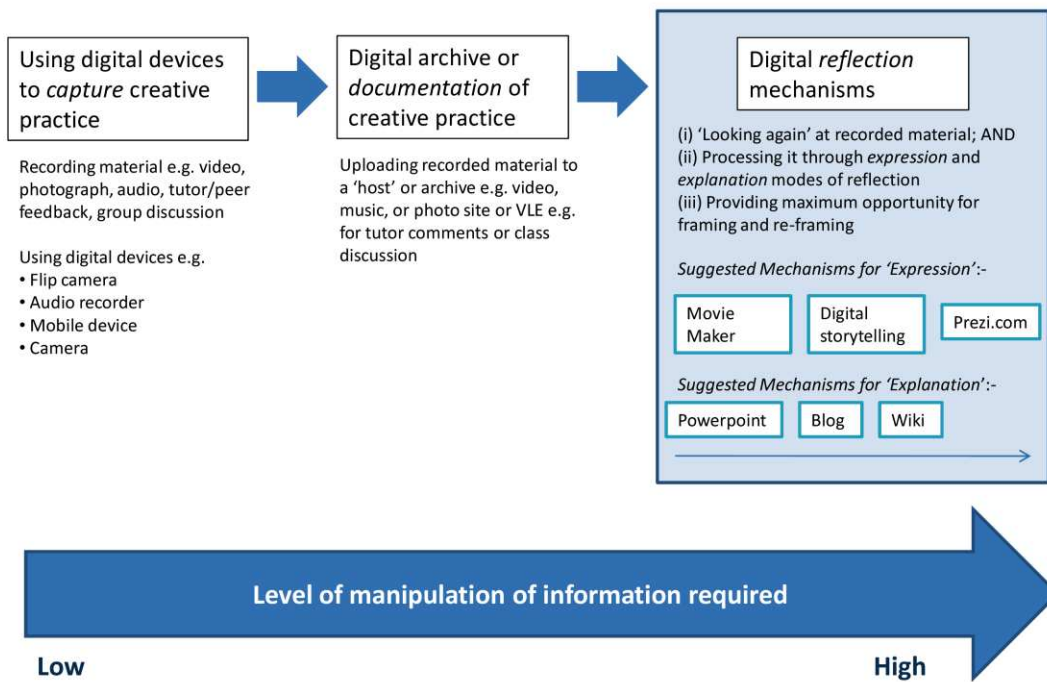 Using digital devices
to capture creative
practice
Recording material e.g. video,
photograph, audio, tutor/peer
feedback, group discussion
Using digital devices e.g.
• Flip camera
• Audio recorder
• Mobile device
• Camera
Digital archive or
documentation of
creative practice
Uploading recorded material to
a ‘host’ or archive e.g. video,
music, or photo site or VLE e.g.
for tutor comments or class
discussion
Digital reflection
mechanisms
(i) ‘Looking again’ at recorded material; AND
(ii) Processing it through expression and
explanation modes of reflection
(iii) Providing maximum opportunity for
framing and re-framing
Suggested Mechanisms for ‘Expression’:-
Movie
Maker
Digital
storytelling
Prezi.com
Suggested Mechanisms for ‘Explanation’:-
Powerpoint
Blog
Wiki
Level of manipulation of information required
Low
High